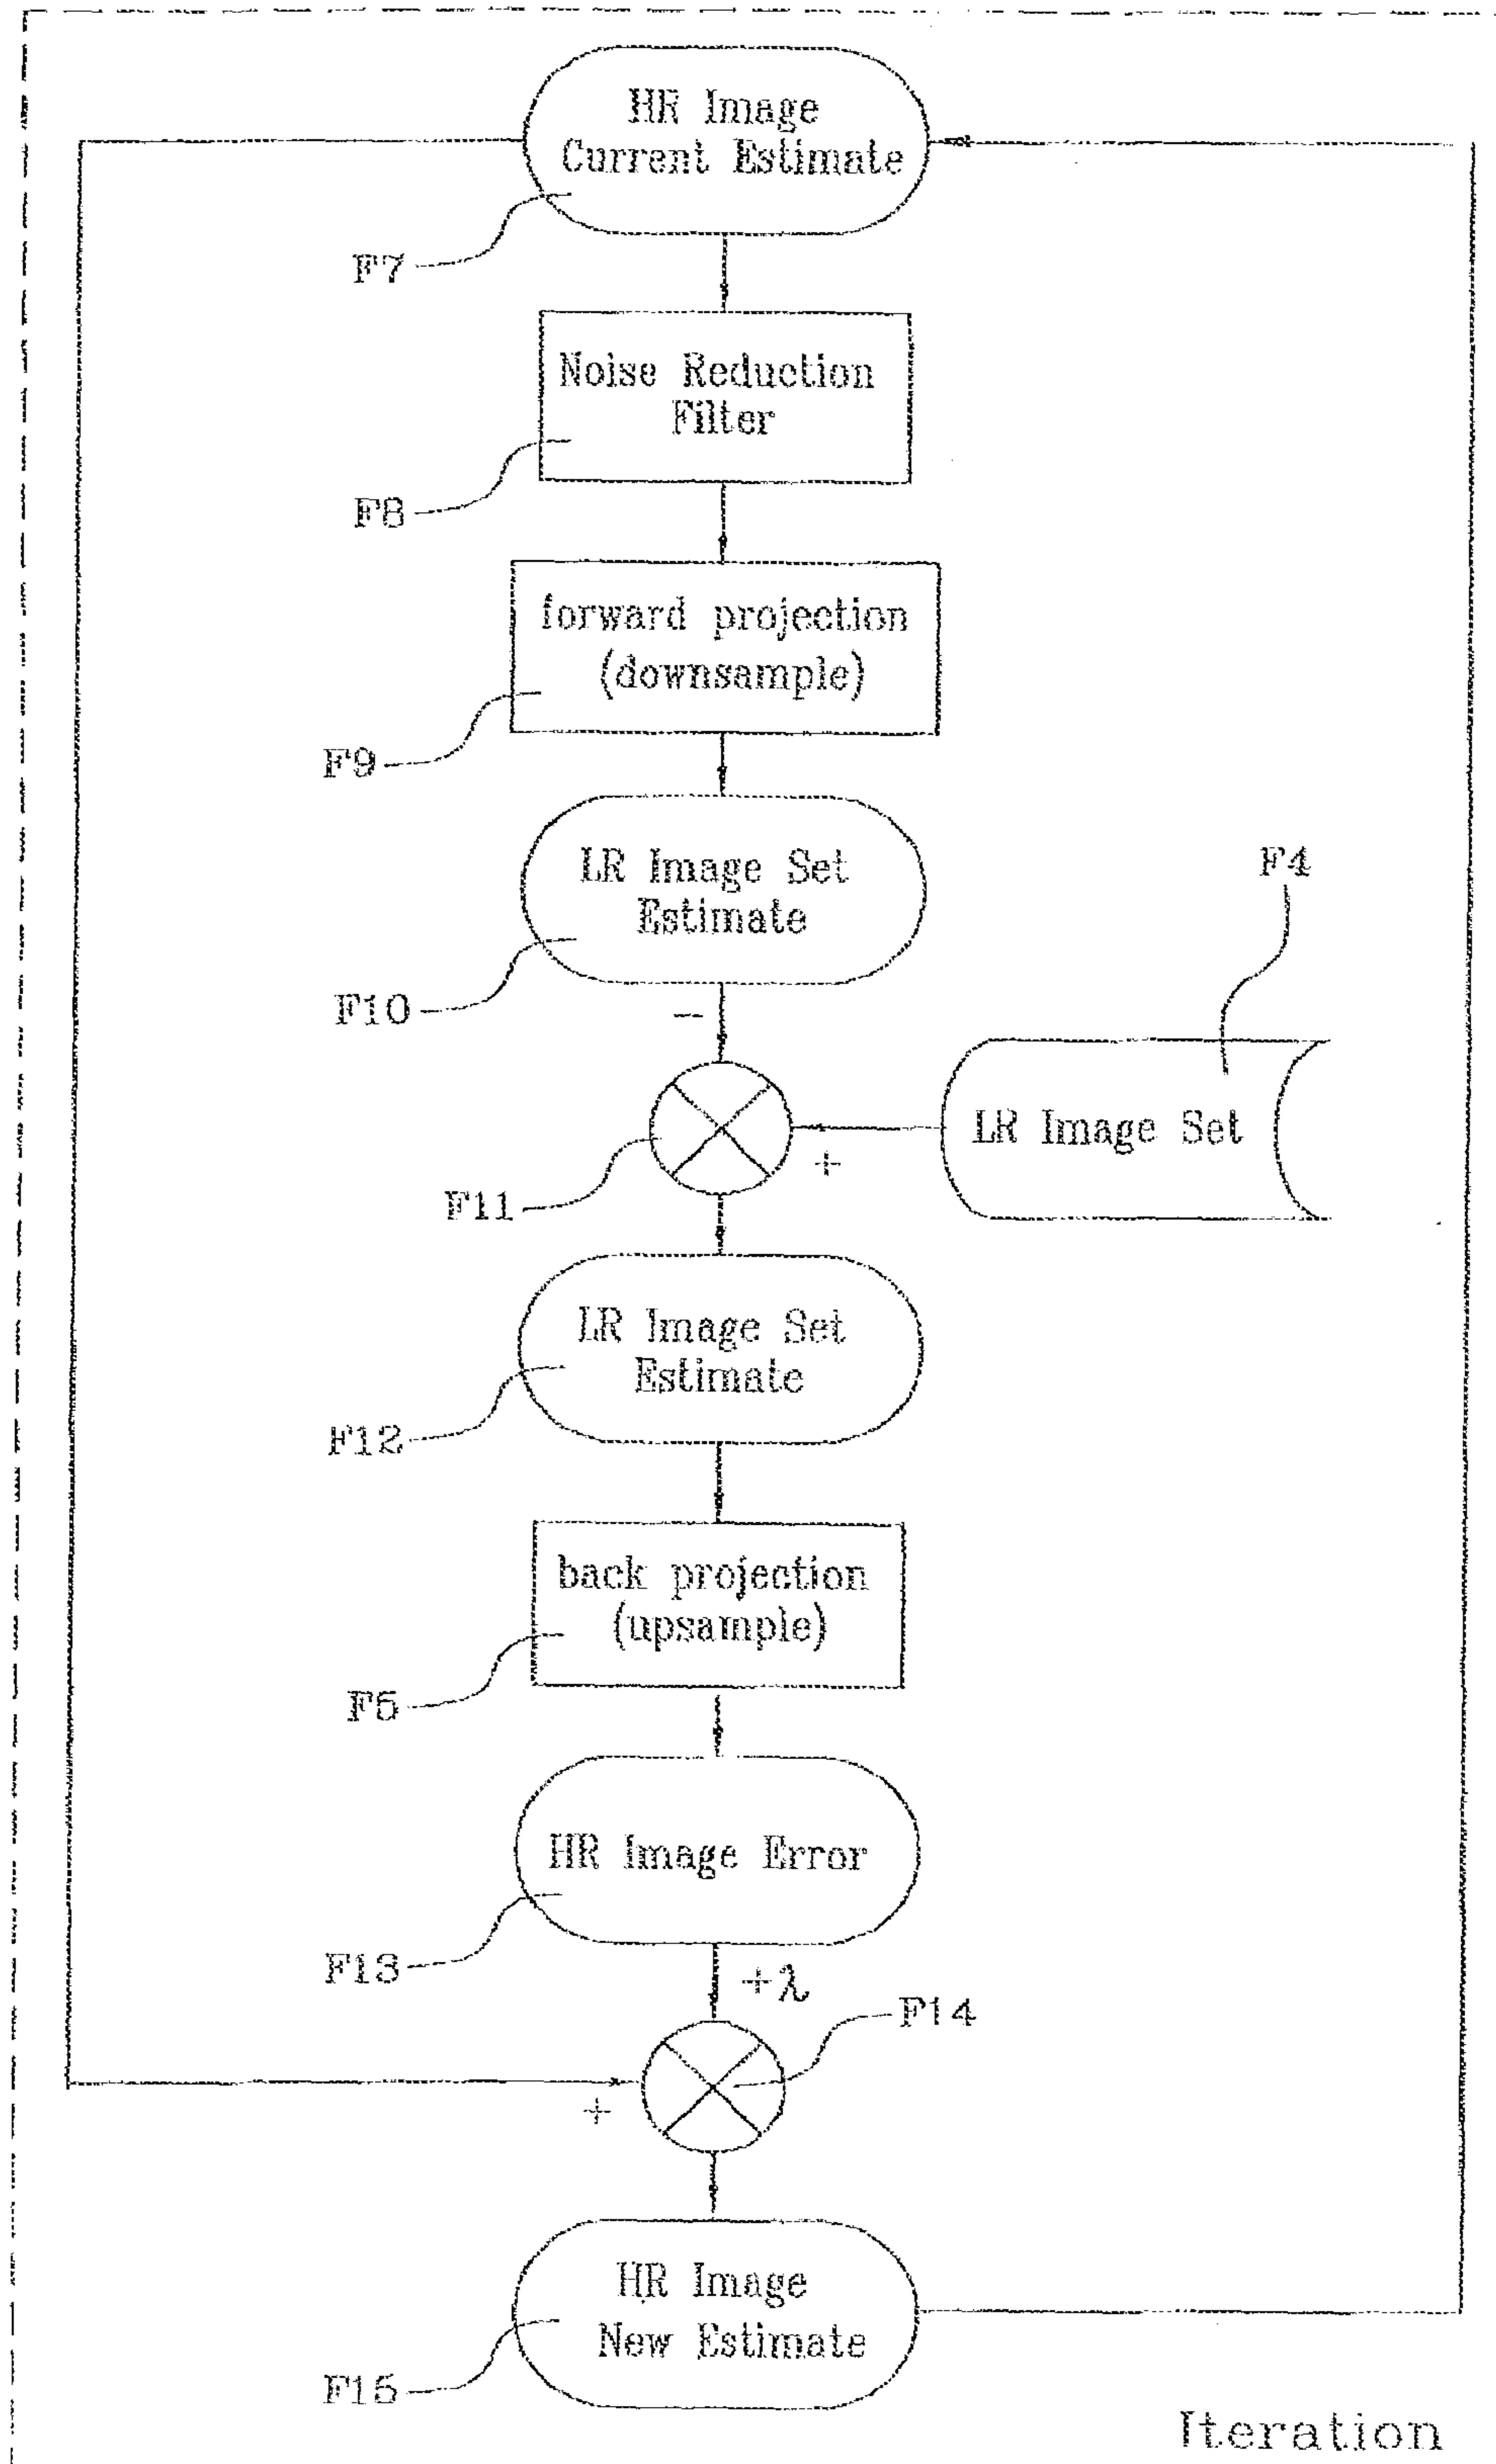 HR Image
Current Estimate
F7
Noise Reduction
Filter
F8
forward projection
(downsample)
F9
LR Image Set
Estimate
F4
F10
−
LR Image Set
+
F11
LR Image Set
Estimate
F12
back projection
(upsample)
F5
HR Image Error
F13
+λ
F14
+
HR Image
New Estimate
F15
Iteration